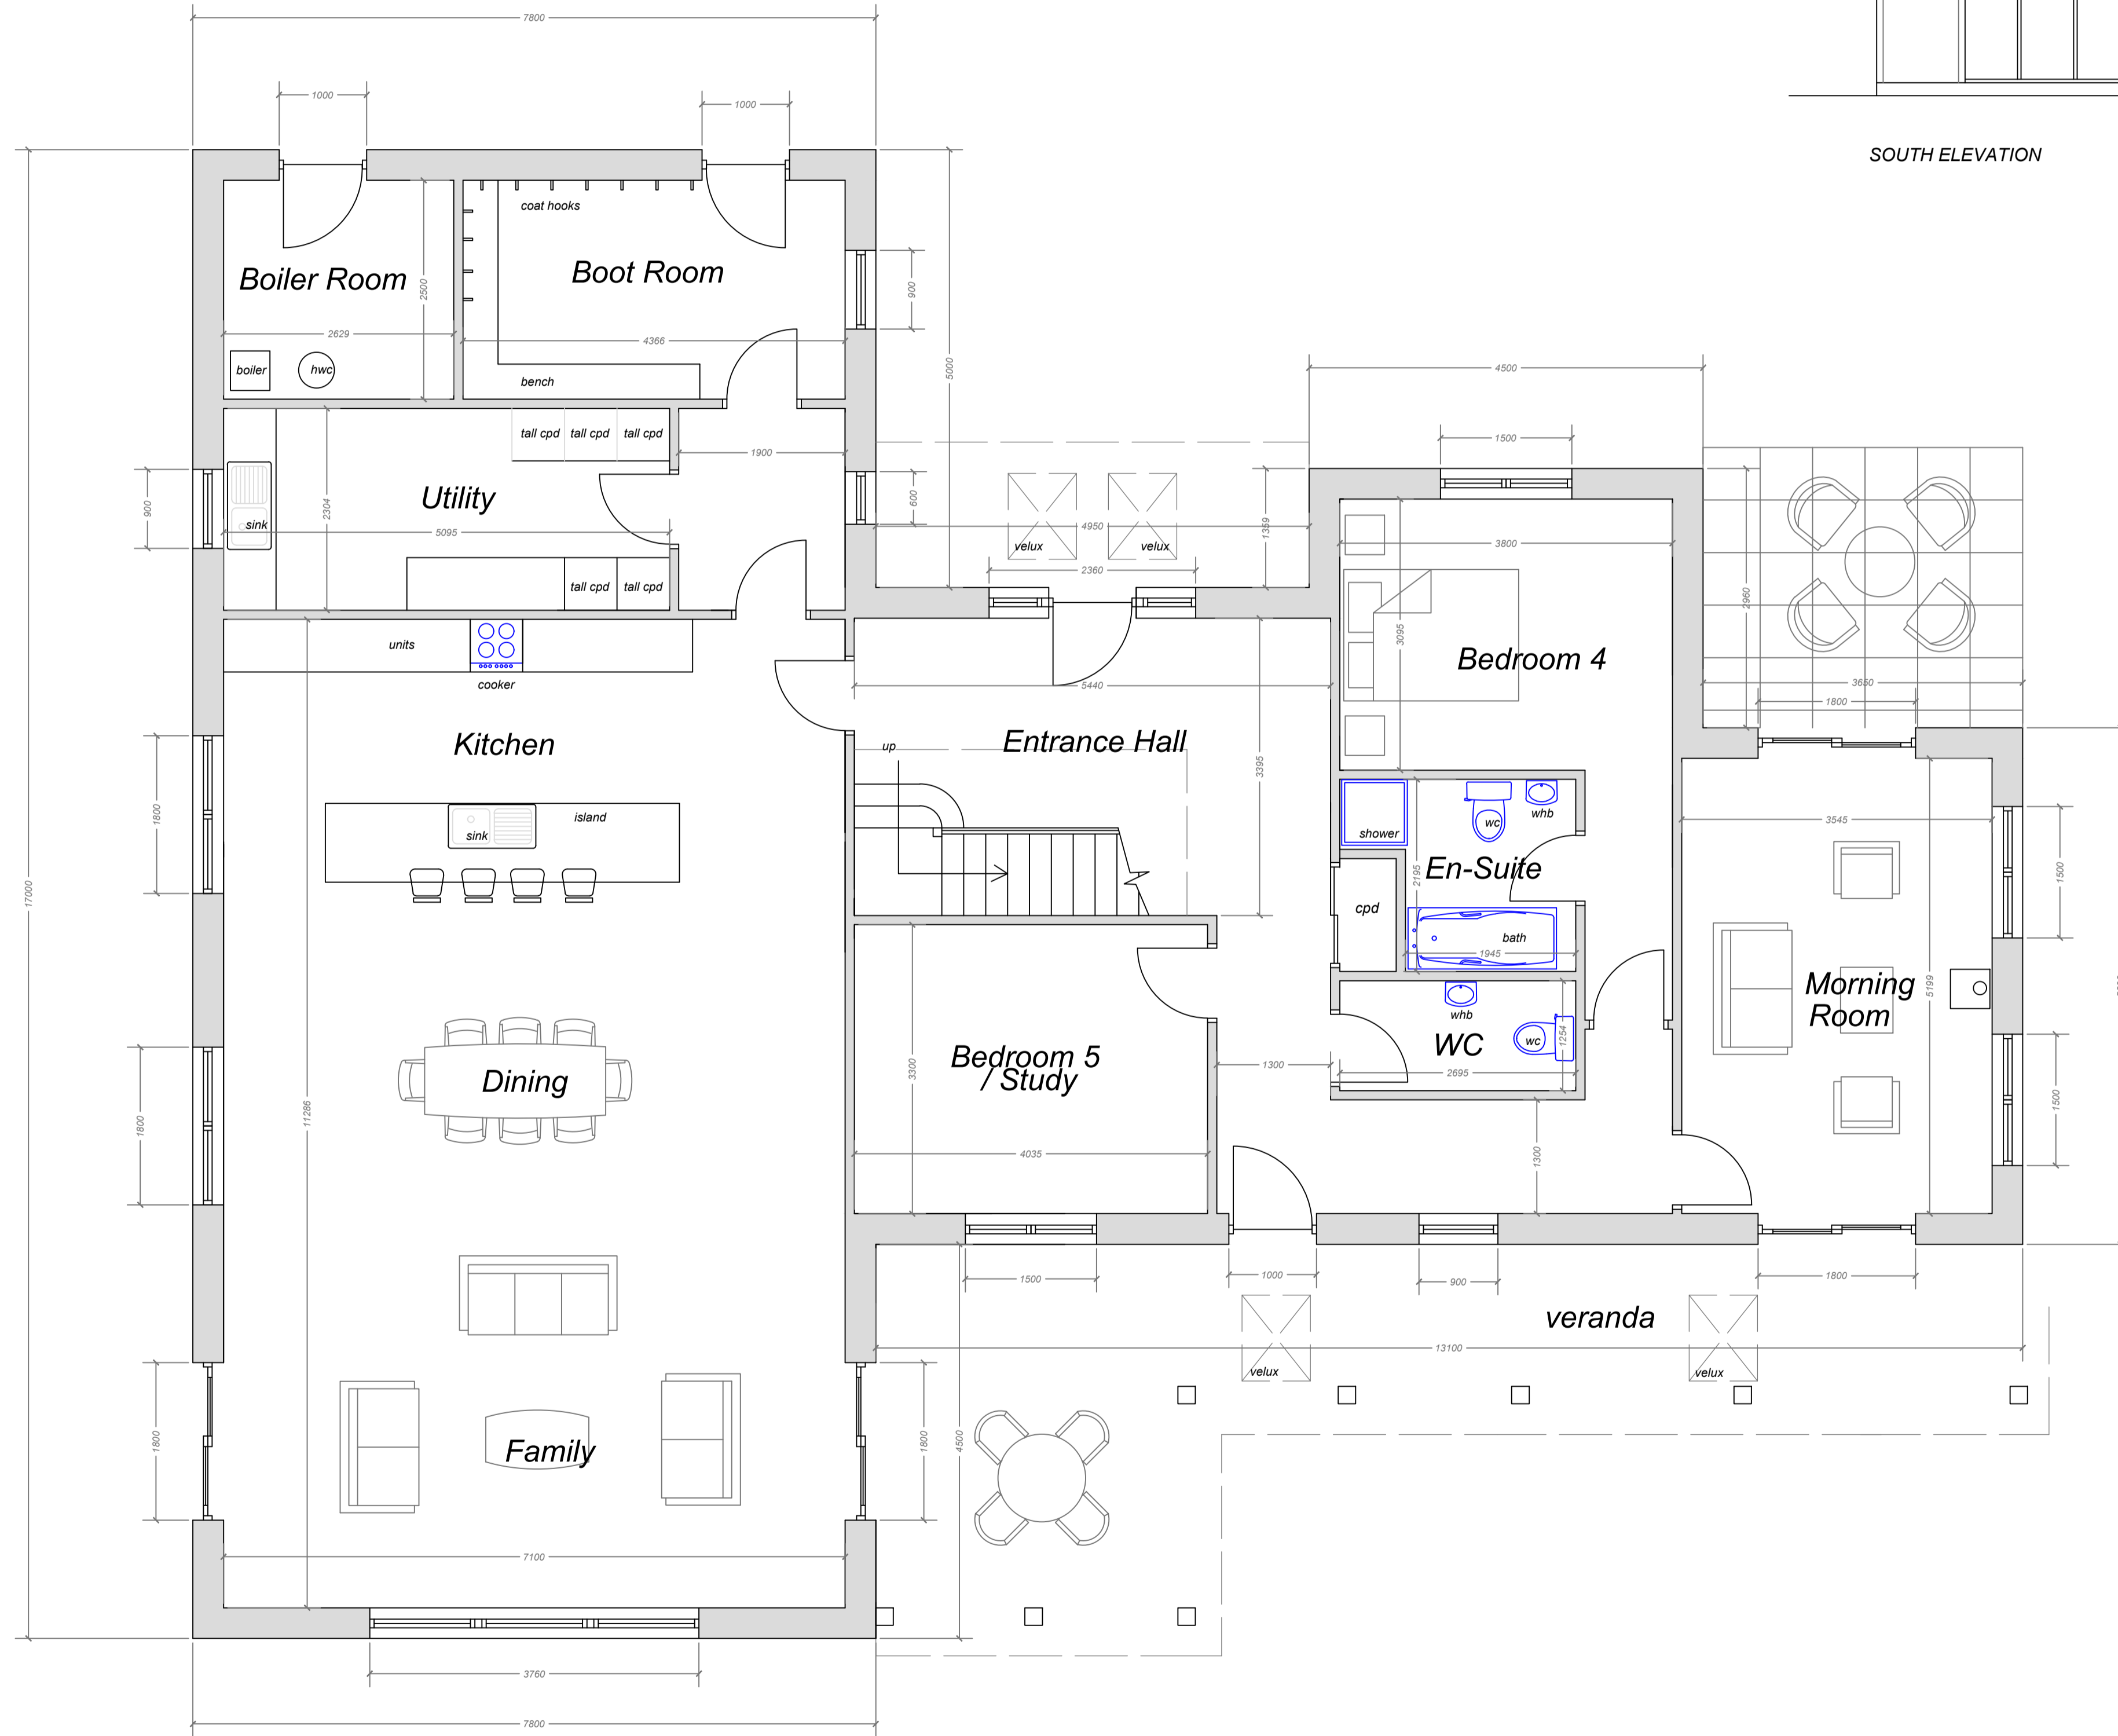 7800
1000
1000
SOUTH ELEVATION
coat hooks
Boiler Room
Boot Room
2500
900
2629
4366
5000
boiler
hwc
bench
4500
tall cpd
tall cpd
tall cpd
1900
1500
Utility
900
2304
sink
5095
600
4950
1359
velux
velux
3800
2360
tall cpd
tall cpd
2960
units
cooker
3095
Bedroom 4
5440
3650
1800
Kitchen
up
Entrance Hall
3395
1800
island
sink
shower
wc
whb
3545
En-Suite
2195
1500
17000
cpd
bath
1945
Morning
Room
5199
whb
WC
wc
1254
Bedroom 5
/ Study
3300
1300
2695
Dining
11286
1800
1500
4035
1300
1500
1000
900
1800
veranda
13100
velux
velux
1800
Family
1800
4500
7100
3760
7800